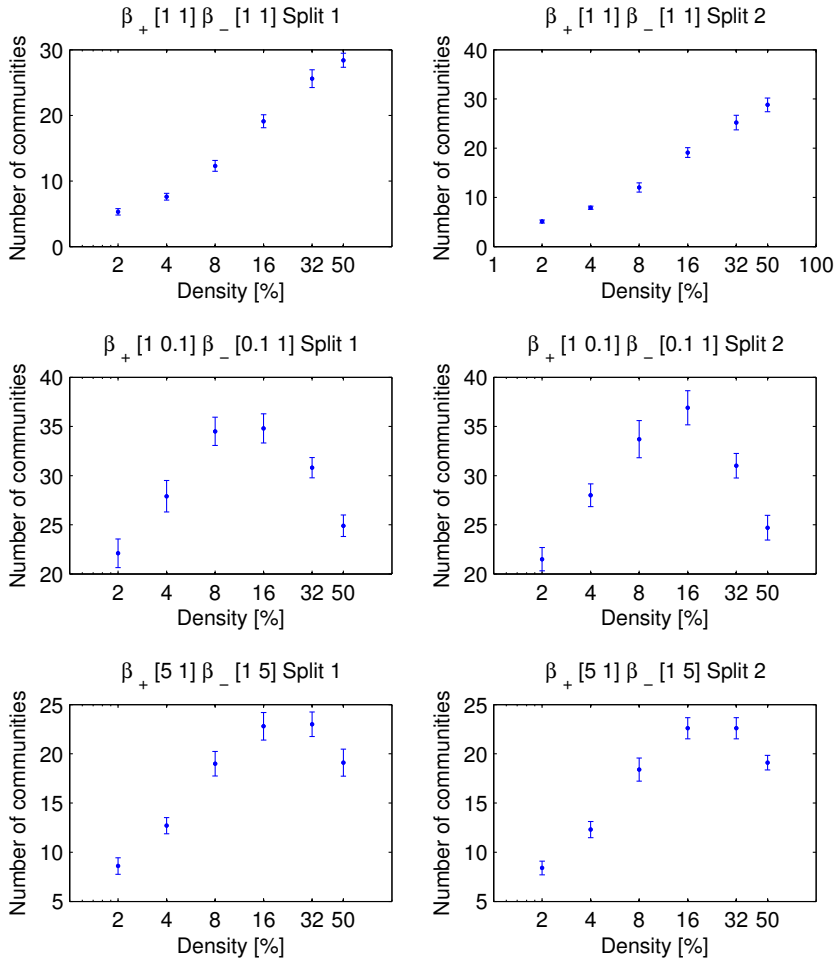 β+ [1 1] β− [1 1] Split 1
Number of communities
30
20
10
0
2 4 8 16 32 50
Density [%]
β+ [1 1] β− [1 1] Split 2
Number of communities
40
30
20
10
0
1 2 4 8 16 32 50 100
Density [%]
β+ [1 0.1] β− [0.1 1] Split 1
Number of communities
40
35
30
25
20
2 4 8 16 32 50
Density [%]
β+ [1 0.1] β− [0.1 1] Split 2
Number of communities
40
35
30
25
20
2 4 8 16 32 50
Density [%]
β+ [5 1] β− [1 5] Split 1
Number of communities
25
20
15
10
5
2 4 8 16 32 50
Density [%]
β+ [5 1] β− [1 5] Split 2
Number of communities
25
20
15
10
5
2 4 8 16 32 50
Density [%]